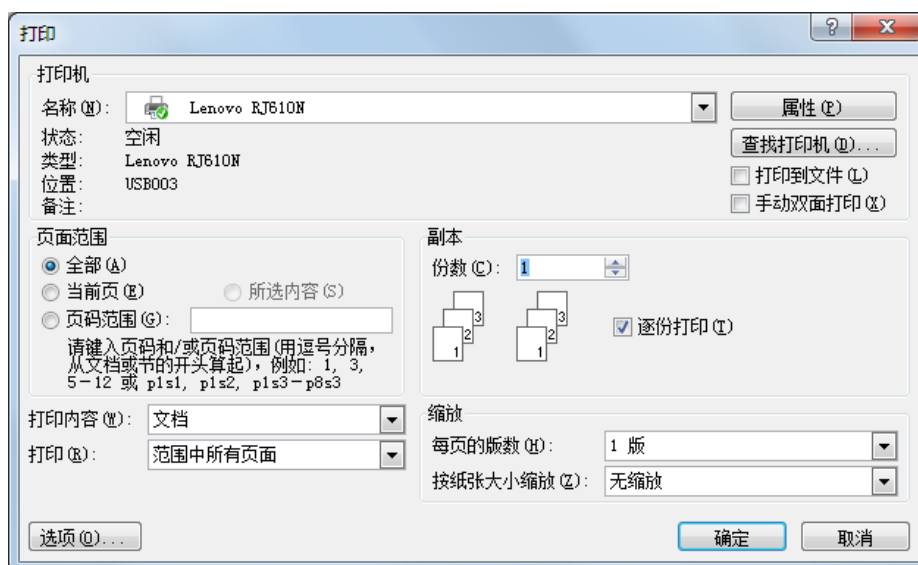 打印
打印机
名称(N): Lenovo RJ610N 属性(P)
状态: 空闲 查找打印机(D)...
类型: Lenovo RJ610N
位置: USB003 打印到文件(L)
备注: 手动双面打印(X)
页面范围 副本
全部(A) 份数(C): 1
当前页(E) 所选内容(S)
页码范围(G): 逐份打印(T)
请键入页码和/或页码范围(用逗号分隔，
从文档或节的开头算起)，例如: 1, 3,
5-12 或 p1s1, p1s2, p1s3-p8s3
1 2 3 1 2 3
打印内容(W): 文档 缩放
打印(R): 范围中所有页面 每页的版数(H): 1 版
按纸张大小缩放(Z): 无缩放
选项(O)... 确定 取消